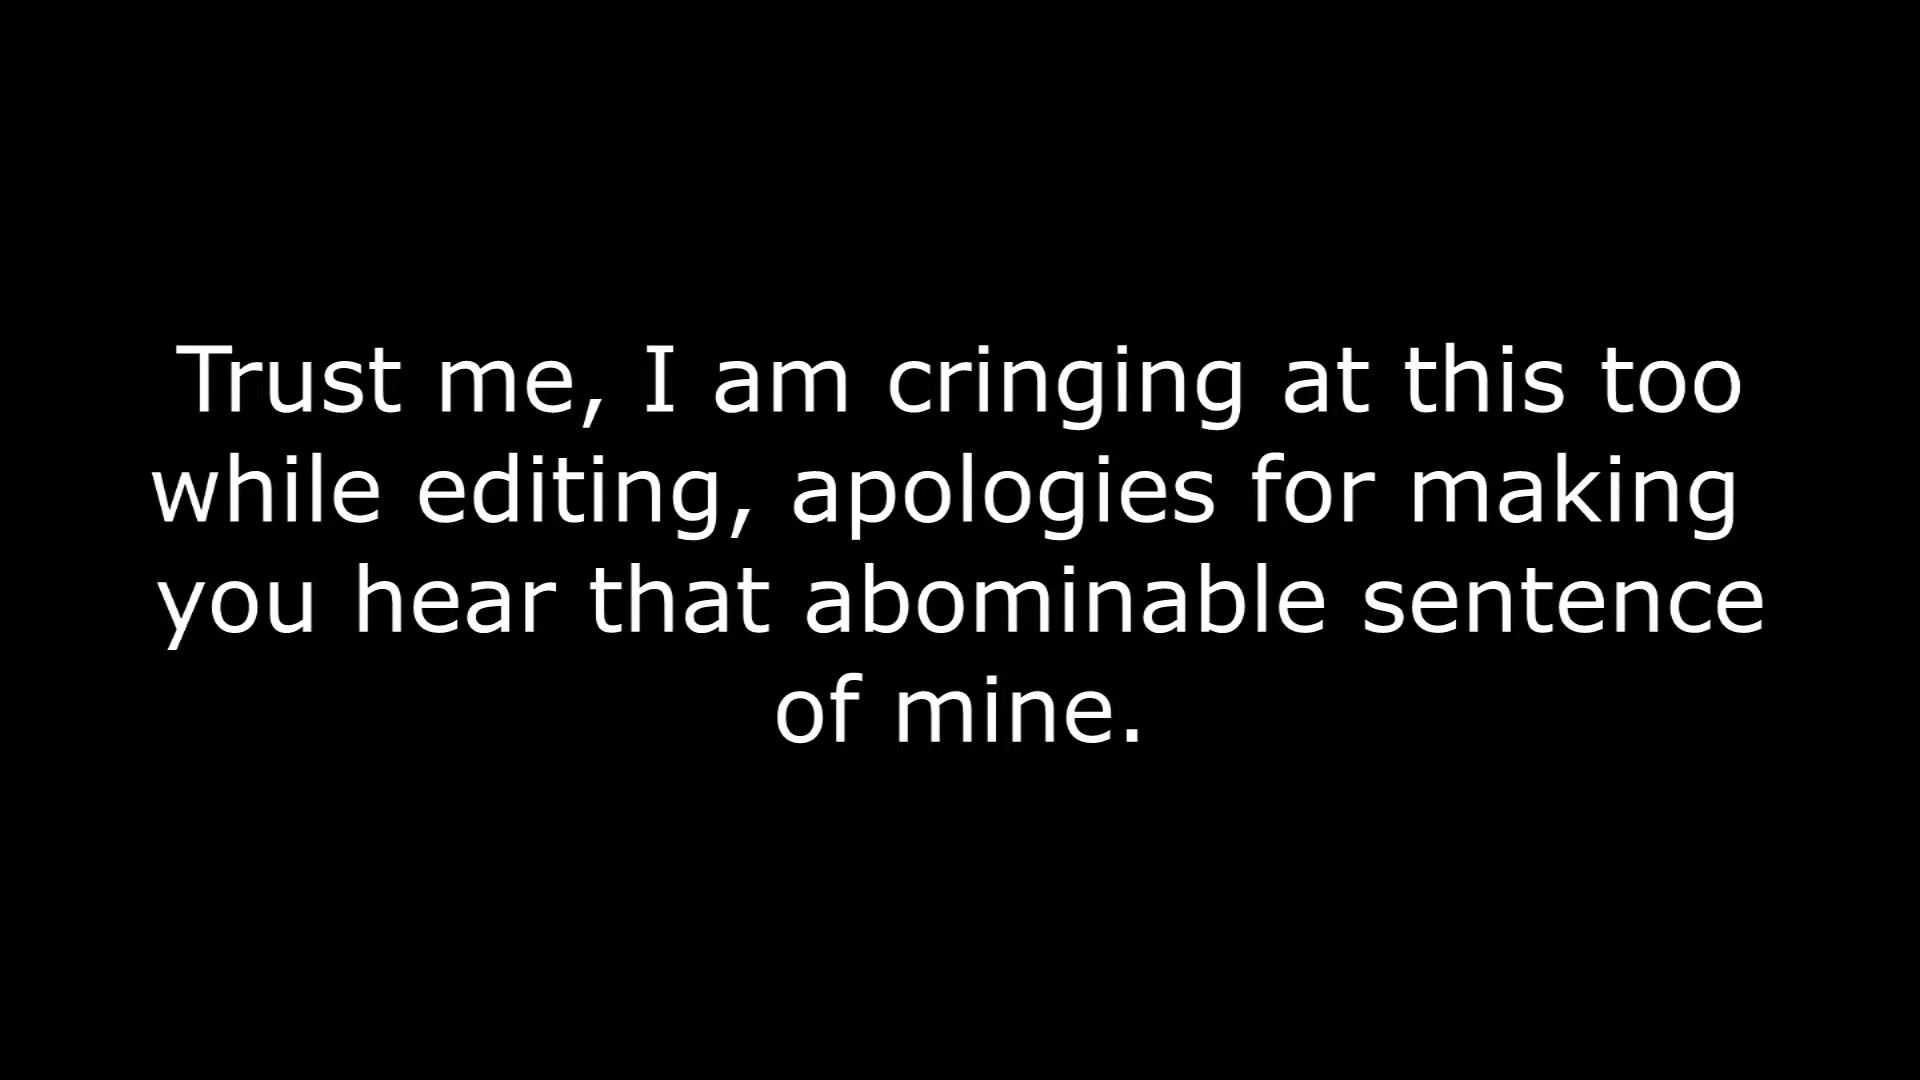 Trust me, I am cringing at this too
while editing, apologies for making
you hear that abominable sentence
of mine.